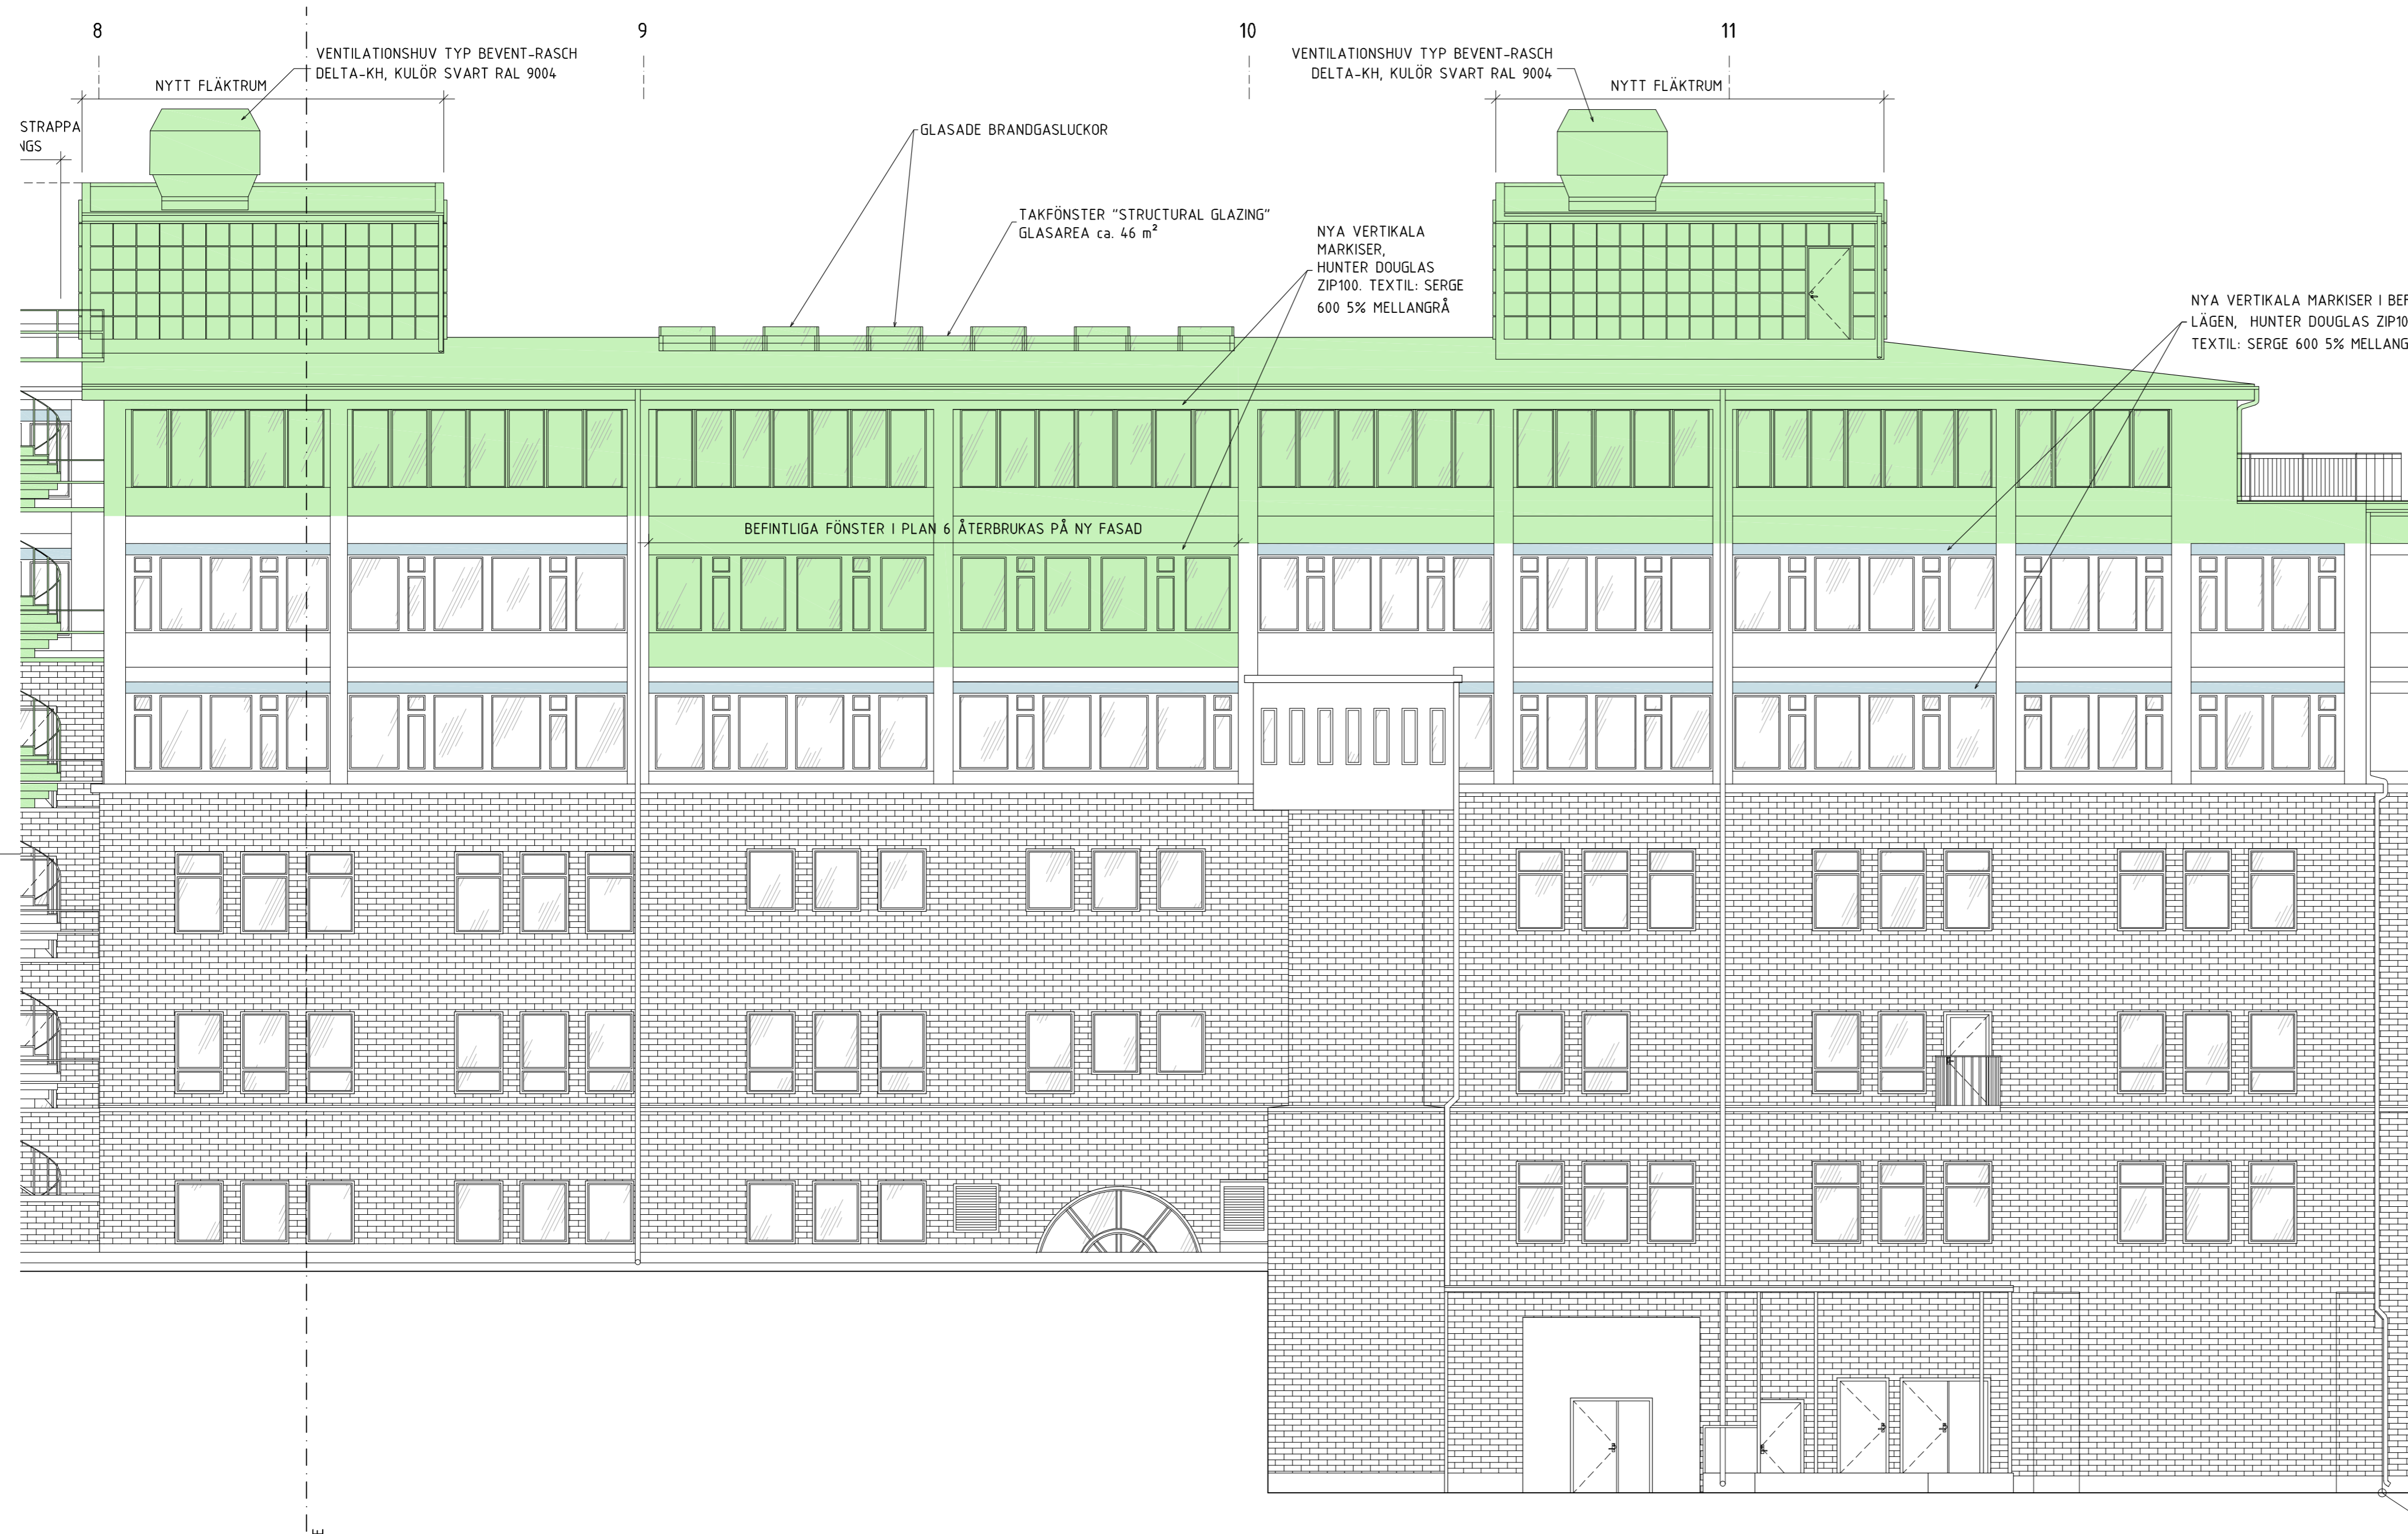 8
9
10
11
VENTILATIONSHUV TYP BEVENT-RASCH
DELTA-KH, KULÖR SVART RAL 9004
NYTT FLÄKTRUM
VENTILATIONSHUV TYP BEVENT-RASCH
DELTA-KH, KULÖR SVART RAL 9004
NYTT FLÄKTRUM
STRAPPA
NGS
GLASADE BRANDGASLUCKOR
TAKFÖNSTER "STRUCTURAL GLAZING"
GLASAREA ca. 46 m²
NYA VERTIKALA
MARKISER,
HUNTER DOUGLAS
ZIP100. TEXTIL: SERGE
600 5% MELLANGRÅ
NYA VERTIKALA MARKISER I BEF
LÄGEN, HUNTER DOUGLAS ZIP10
TEXTIL: SERGE 600 5% MELLANG
BEFINTLIGA FÖNSTER I PLAN 6 ÅTERBRUKAS PÅ NY FASAD